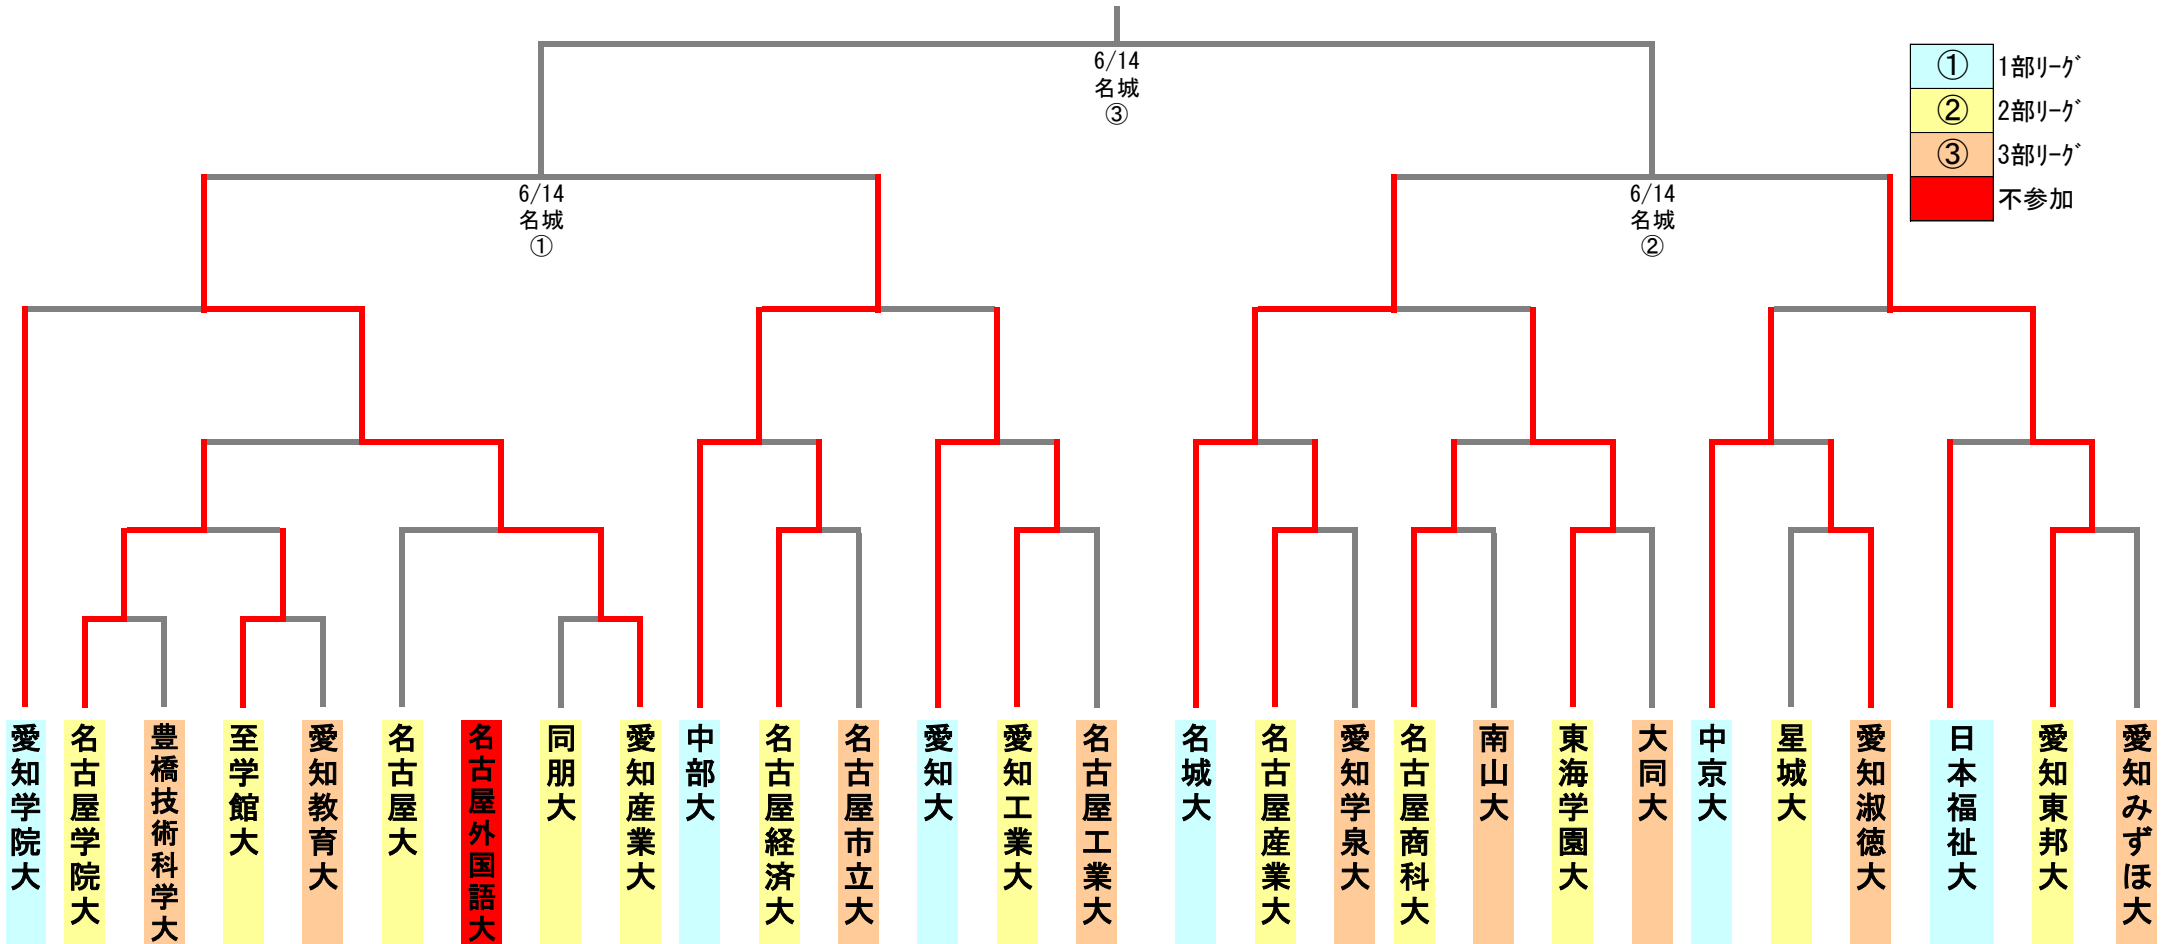 6/14
名城
③
① 1部ﾘｰｸﾞ
② 2部ﾘｰｸﾞ
③ 3部ﾘｰｸﾞ
不参加
6/14
名城
①
6/14
名城
②
愛知学院大
名古屋学院大
豊橋技術科学大
至学館大
愛知教育大
名古屋大
名古屋外国語大
同朋大
愛知産業大
中部大
名古屋経済大
名古屋市立大
愛知大
愛知工業大
名古屋工業大
名城大
名古屋産業大
愛知学泉大
名古屋商科大
南山大
東海学園大
大同大
中京大
星城大
愛知淑徳大
日本福祉大
愛知東邦大
愛知みずほ大